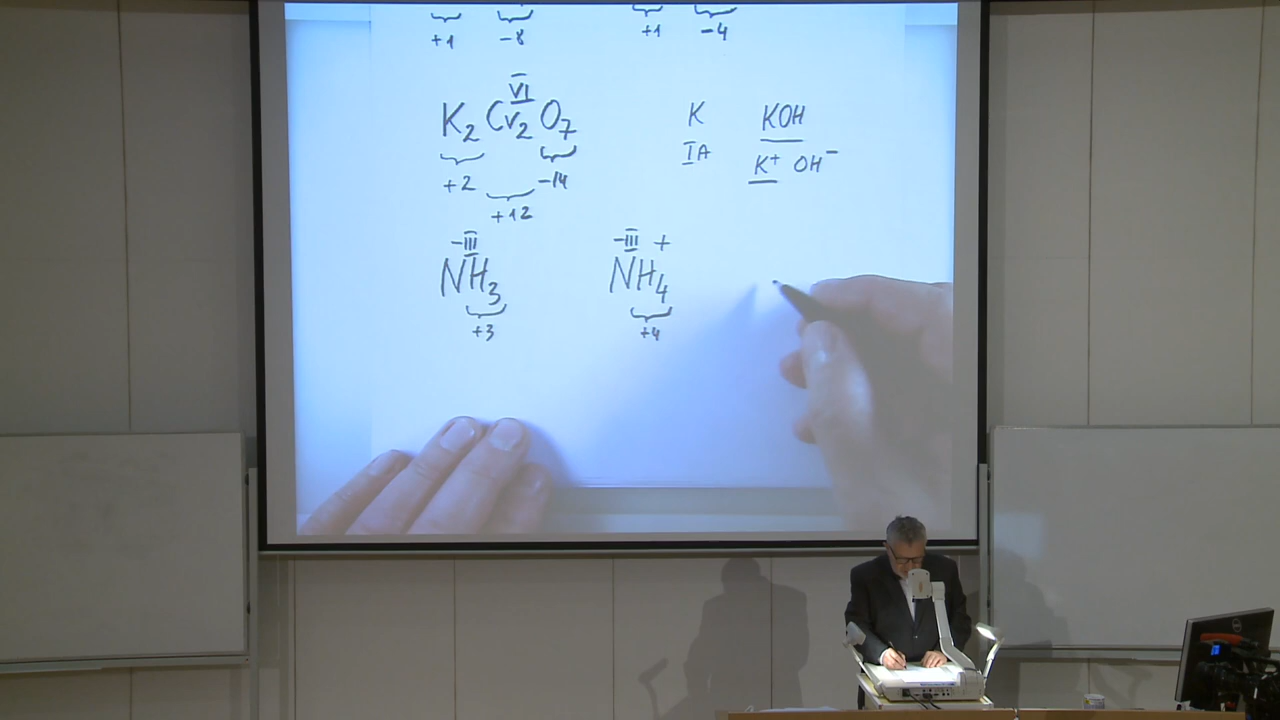 +1 -8 +1 -4
VI
K₂Cr₂O₇ K KOH
IA K⁺ OH⁻
+2 -14
+12
-III -III +
NH₃ NH₄
+3 +4